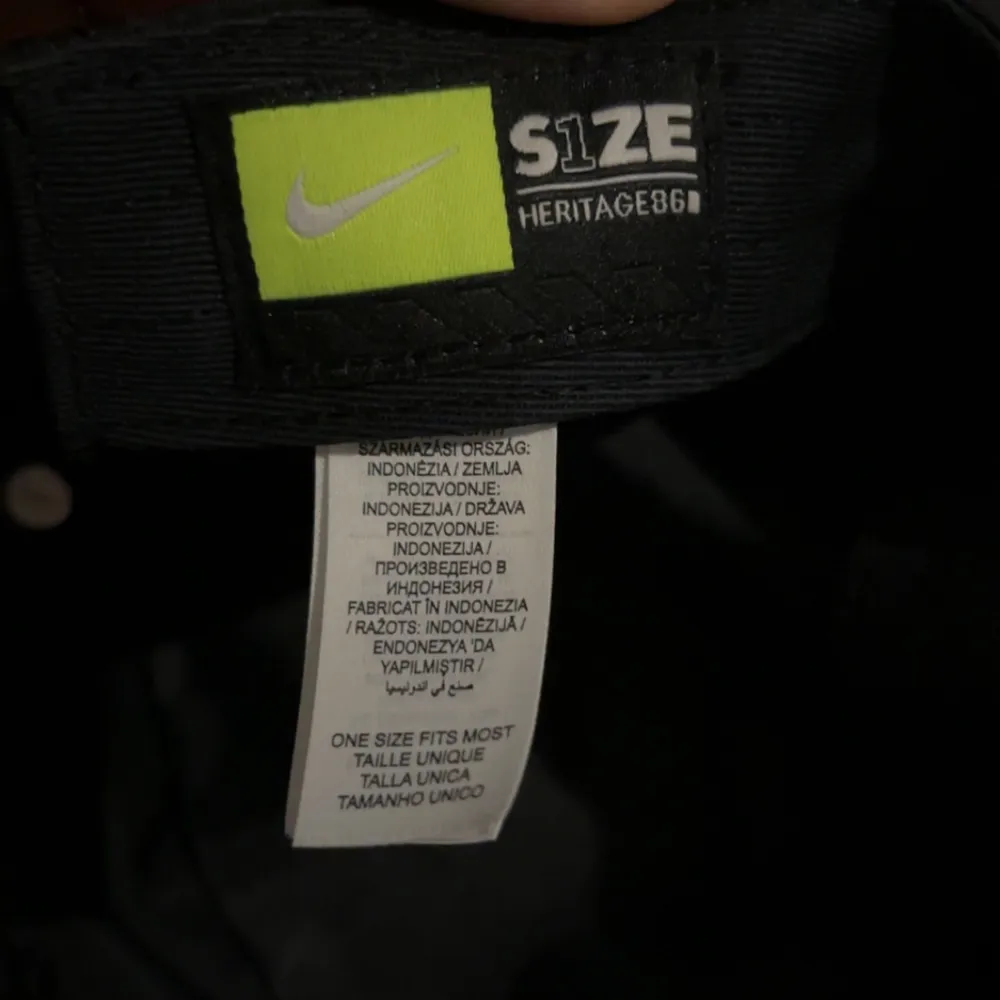 S1ZE
HERITAGE86
SZÁRMAZÁSI ORSZÁG:
INDONÉZIA / ZEMLJA
PROIZVODNJE:
INDONEZIJA / DRŽAVA
PROIZVODNJE:
INDONEZIJA /
ПРОИЗВЕДЕНО В
ИНДОНЕЗИЯ /
FABRICAT ÎN INDONEZIA
/ RAŽOTS: INDONĒZIJĀ /
ENDONEZYA 'DA
YAPILMIŞTIR /
صنع في اندونيسيا
ONE SIZE FITS MOST
TAILLE UNIQUE
TALLA UNICA
TAMANHO UNICO